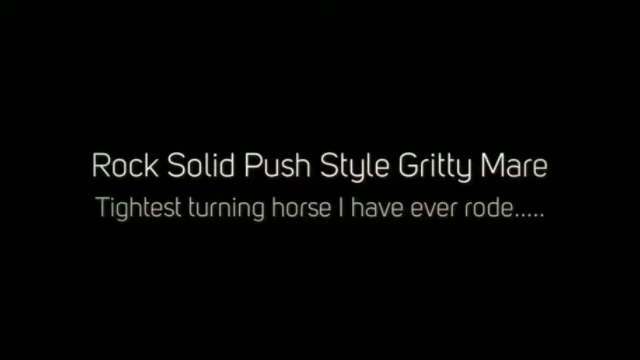 Rock Solid Push Style Gritty Mare
Tightest turning horse I have ever rode.....